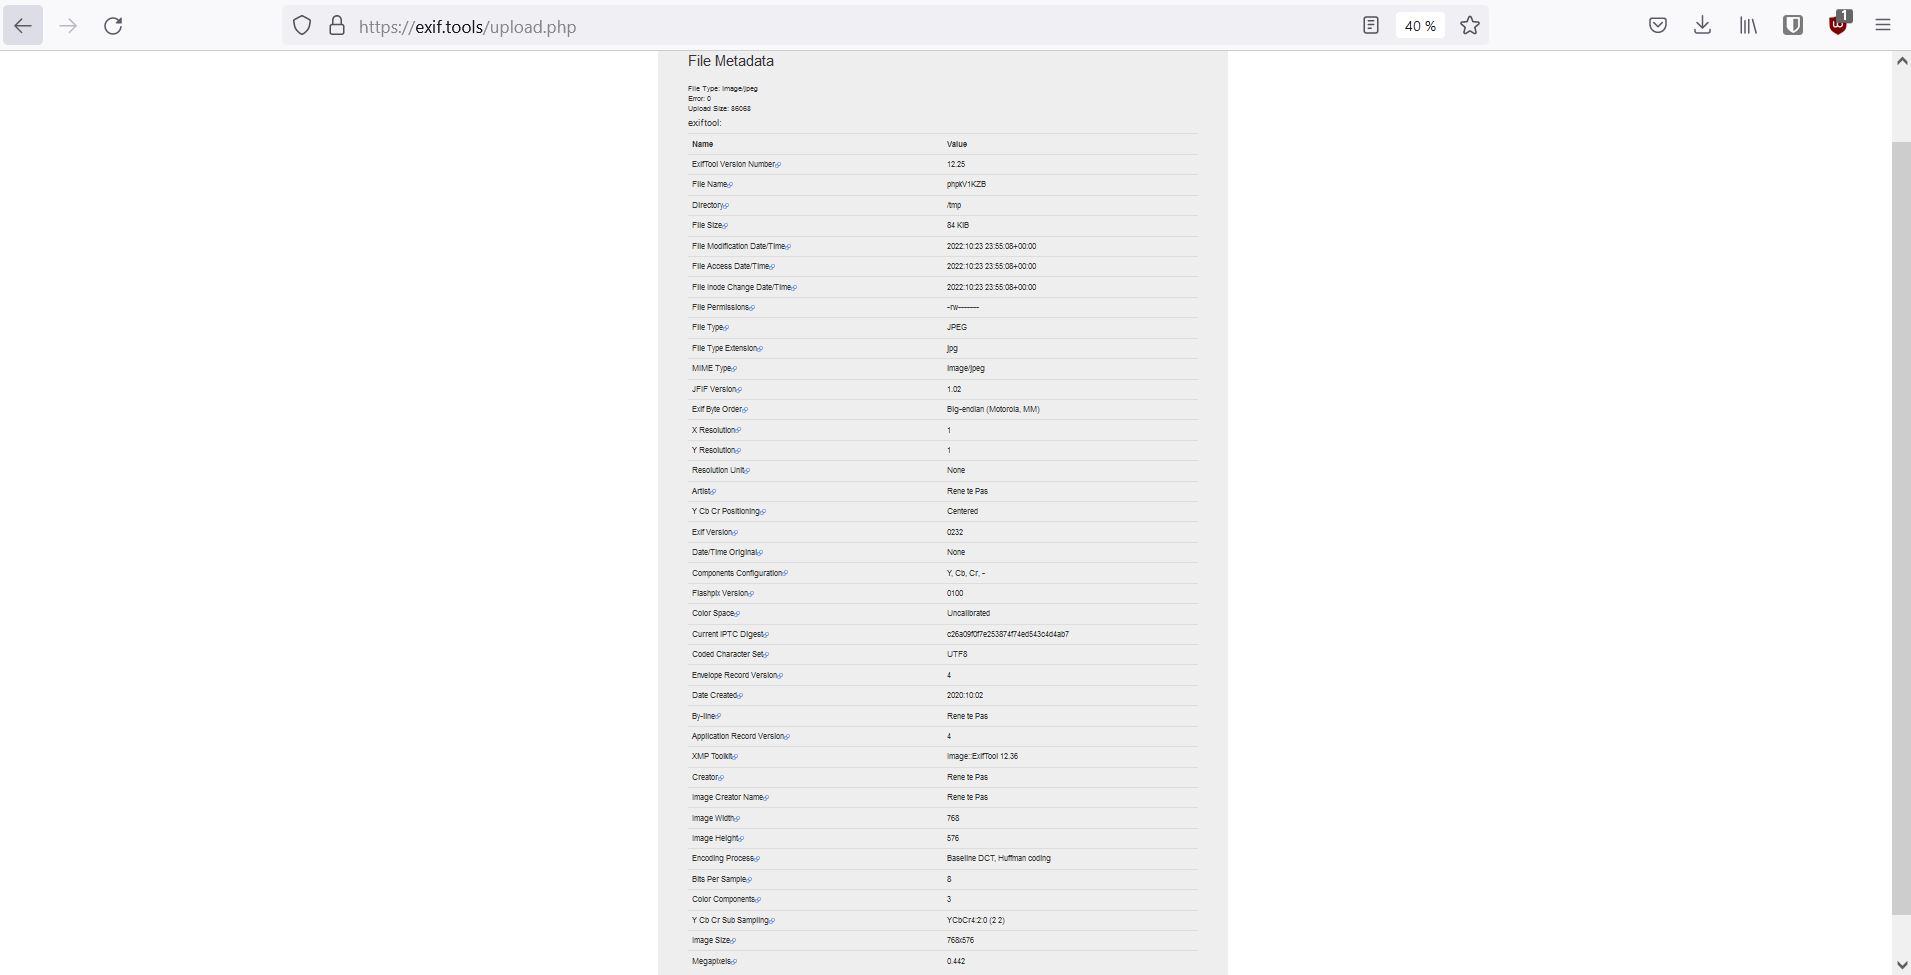 https://exif.tools/upload.php
40 %
1
File Metadata
File Type: image/jpeg
Error: 0
Upload Size: 86068
exiftool:
Name Value
ExifTool Version Number 12.25
File Name phpkV1KZB
Directory /tmp
File Size 84 KiB
File Modification Date/Time 2022:10:23 23:55:08+00:00
File Access Date/Time 2022:10:23 23:55:08+00:00
File Inode Change Date/Time 2022:10:23 23:55:08+00:00
File Permissions -rw-------
File Type JPEG
File Type Extension jpg
MIME Type image/jpeg
JFIF Version 1.02
Exif Byte Order Big-endian (Motorola, MM)
X Resolution 1
Y Resolution 1
Resolution Unit None
Artist Rene te Pas
Y Cb Cr Positioning Centered
Exif Version 0232
Date/Time Original None
Components Configuration Y, Cb, Cr, -
Flashpix Version 0100
Color Space Uncalibrated
Current IPTC Digest c26a09f0f7e253874f74ed543c4d4ab7
Coded Character Set UTF8
Envelope Record Version 4
Date Created 2020:10:02
By-line Rene te Pas
Application Record Version 4
XMP Toolkit Image::ExifTool 12.36
Creator Rene te Pas
Image Creator Name Rene te Pas
Image Width 768
Image Height 576
Encoding Process Baseline DCT, Huffman coding
Bits Per Sample 8
Color Components 3
Y Cb Cr Sub Sampling YCbCr4:2:0 (2 2)
Image Size 768x576
Megapixels 0.442